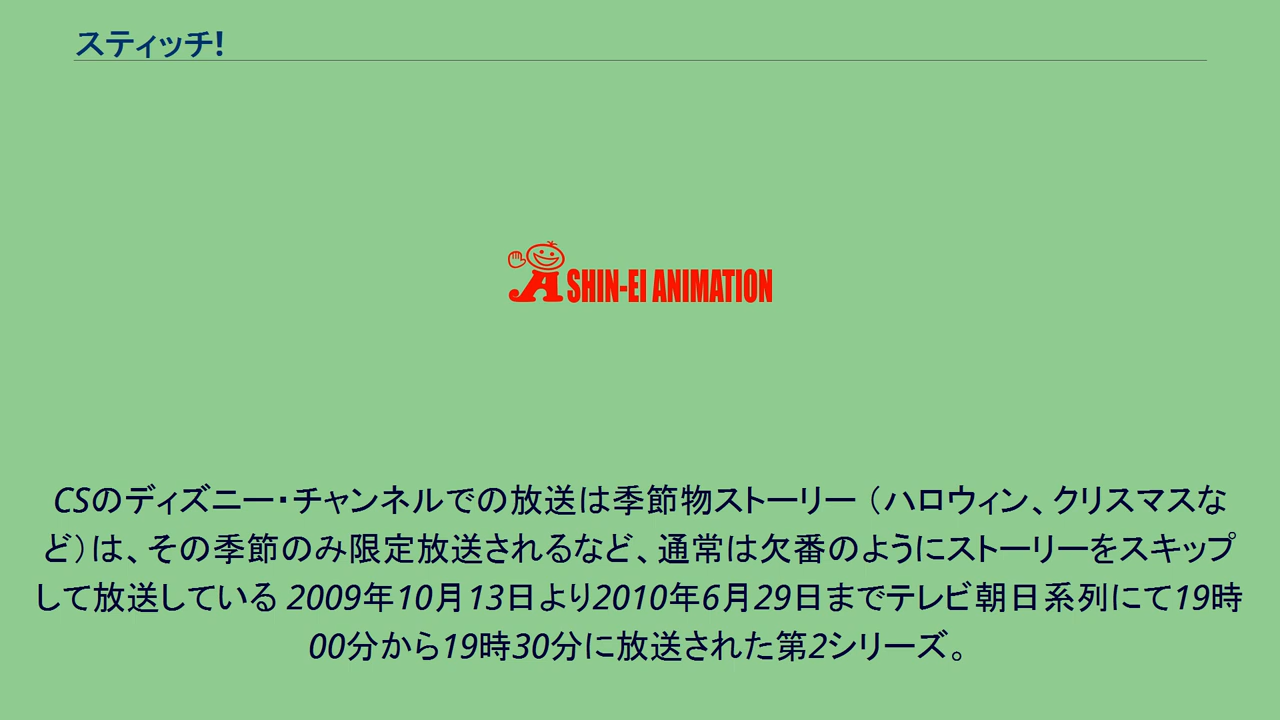 スティッチ!
SHIN-EI ANIMATION
CSのディズニー・チャンネルでの放送は季節物ストーリー（ハロウィン、クリスマスな
ど）は、その季節のみ限定放送されるなど、通常は欠番のようにストーリーをスキップ
して放送している 2009年10月13日より2010年6月29日までテレビ朝日系列にて19時
00分から19時30分に放送された第2シリーズ。